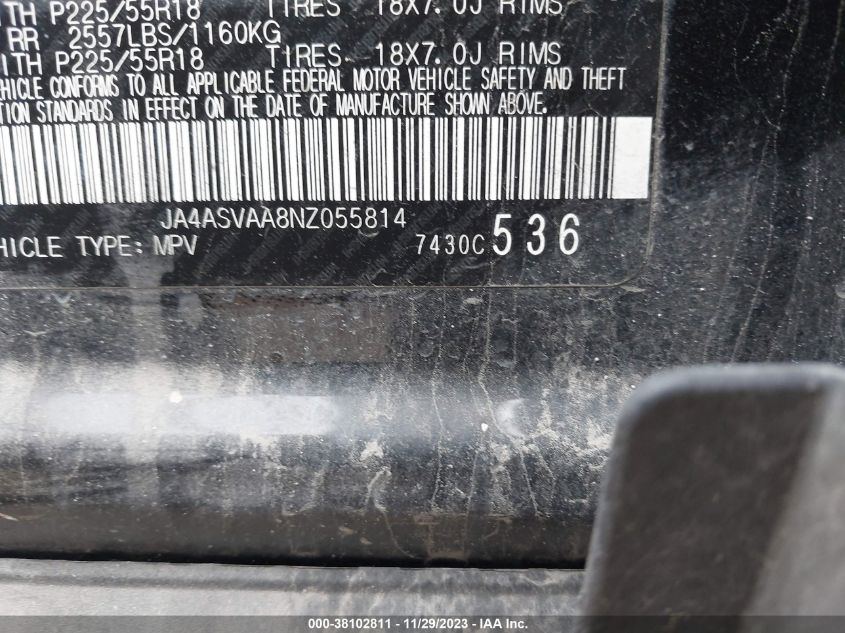 ITH P225/55R18 TIRES 18X7.0J RIMS
RR 2557LBS/1160KG
ITH P225/55R18 TIRES 18X7.0J RIMS
HICLE CONFORMS TO ALL APPLICABLE FEDERAL MOTOR VEHICLE SAFETY AND THEFT
TION STANDARDS IN EFFECT ON THE DATE OF MANUFACTURE SHOWN ABOVE.
JA4ASVAA8NZ055814
HICLE TYPE: MPV 7430C 536
000-38102811 - 11/29/2023 - IAA Inc.